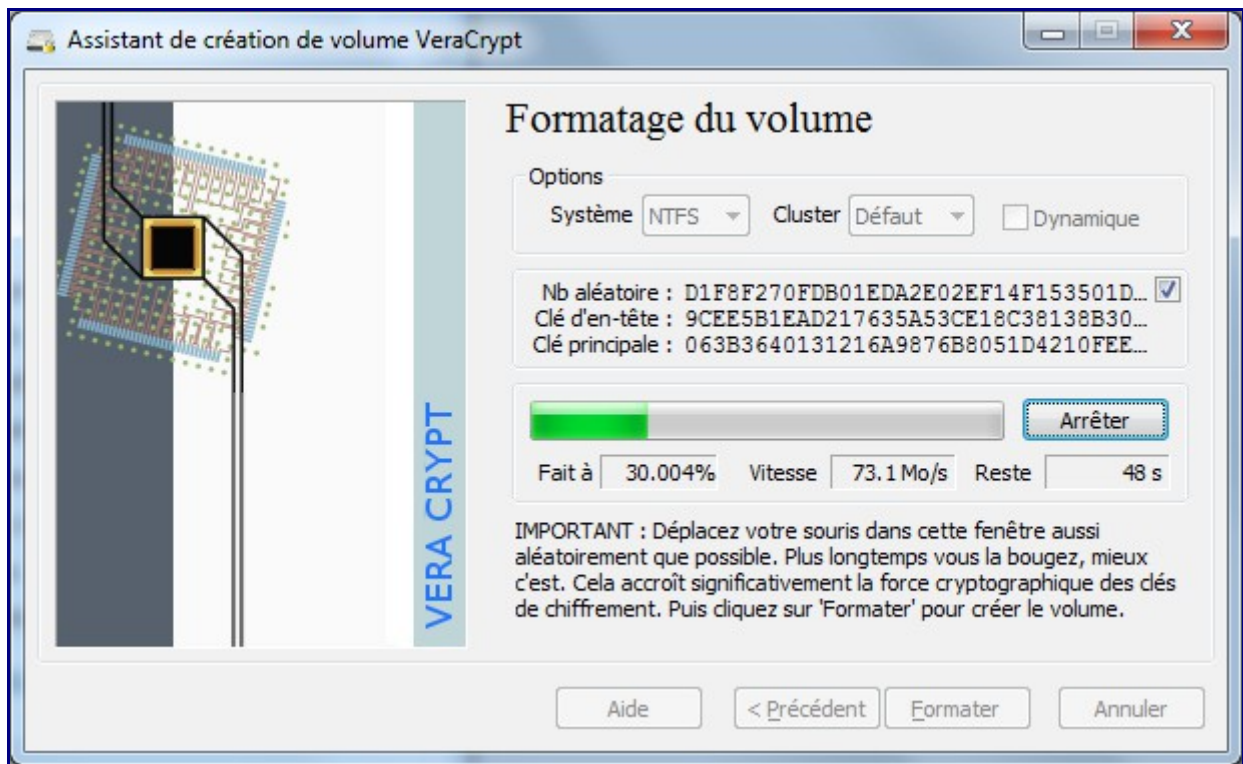 Assistant de création de volume VeraCrypt
VERA CRYPT
Formatage du volume
Options
Système NTFS Cluster Défaut Dynamique
Nb aléatoire : D1F8F270FDB01EDA2E02EF14F153501D...
Clé d'en-tête : 9CEE5B1EAD217635A53CE18C38138B30...
Clé principale : 063B3640131216A9876B8051D4210FEE...
Arrêter
Fait à 30.004% Vitesse 73.1 Mo/s Reste 48 s
IMPORTANT : Déplacez votre souris dans cette fenêtre aussi
aléatoirement que possible. Plus longtemps vous la bougez, mieux
c'est. Cela accroît significativement la force cryptographique des clés
de chiffrement. Puis cliquez sur 'Formater' pour créer le volume.
Aide < Précédent Formater Annuler